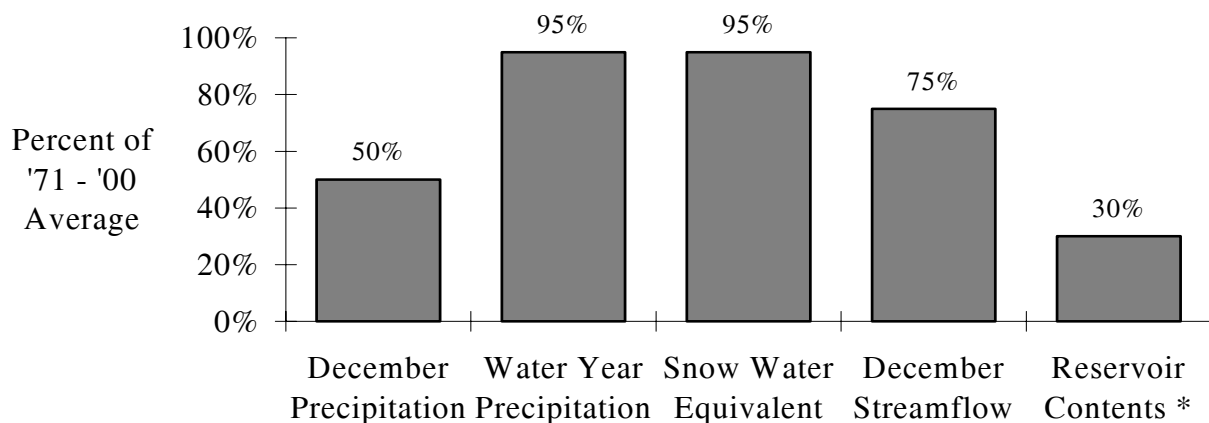 95%
95%
100%
75%
80%
Percent of
'71 - '00
Average
50%
60%
40%
30%
20%
0%
December
Precipitation
Water Year
Precipitation
Snow Water
Equivalent
December
Streamflow
Reservoir
Contents *